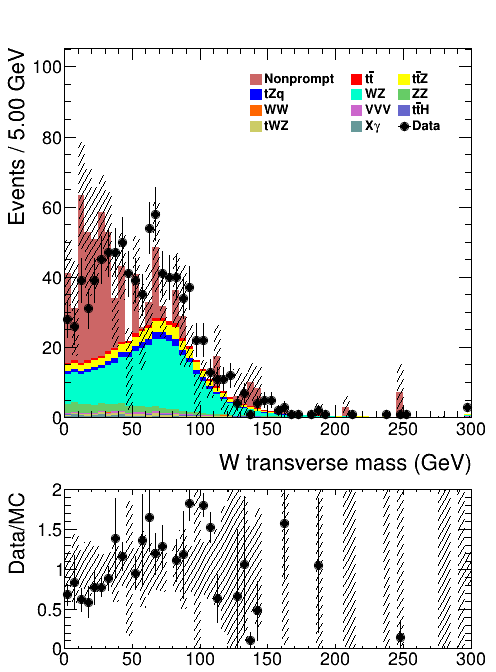 Events / 5.00 GeV
100
80
60
40
20
0
Nonprompt tt̄ tt̄Z
tZq WZ ZZ
WW VVV tt̄H
tWZ Xγ Data
0 50 100 150 200 250 300
W transverse mass (GeV)
Data/MC
2
1.5
1
0.5
0
0 50 100 150 200 250 300